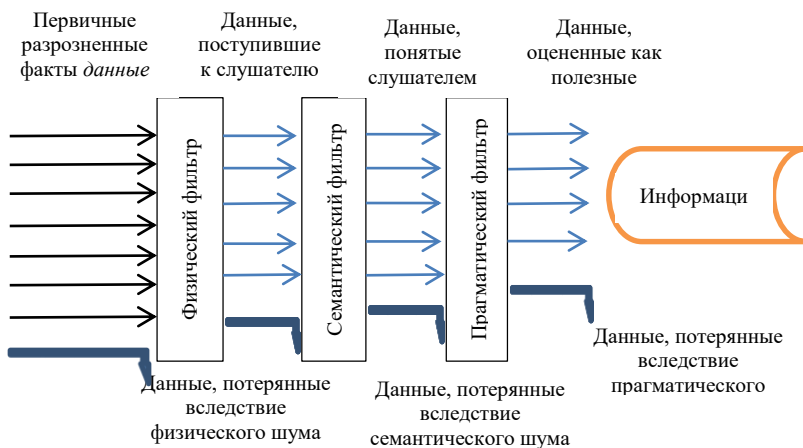 Первичные
разрозненные
факты данные
Данные,
поступившие
к слушателю
Данные,
понятые
слушателем
Данные,
оцененные как
полезные
Физический фильтр
Семантический фильтр
Прагматический фильтр
Информаци
Данные, потерянные
вследствие
физического шума
Данные, потерянные
вследствие
семантического шума
Данные, потерянные
вследствие
прагматического